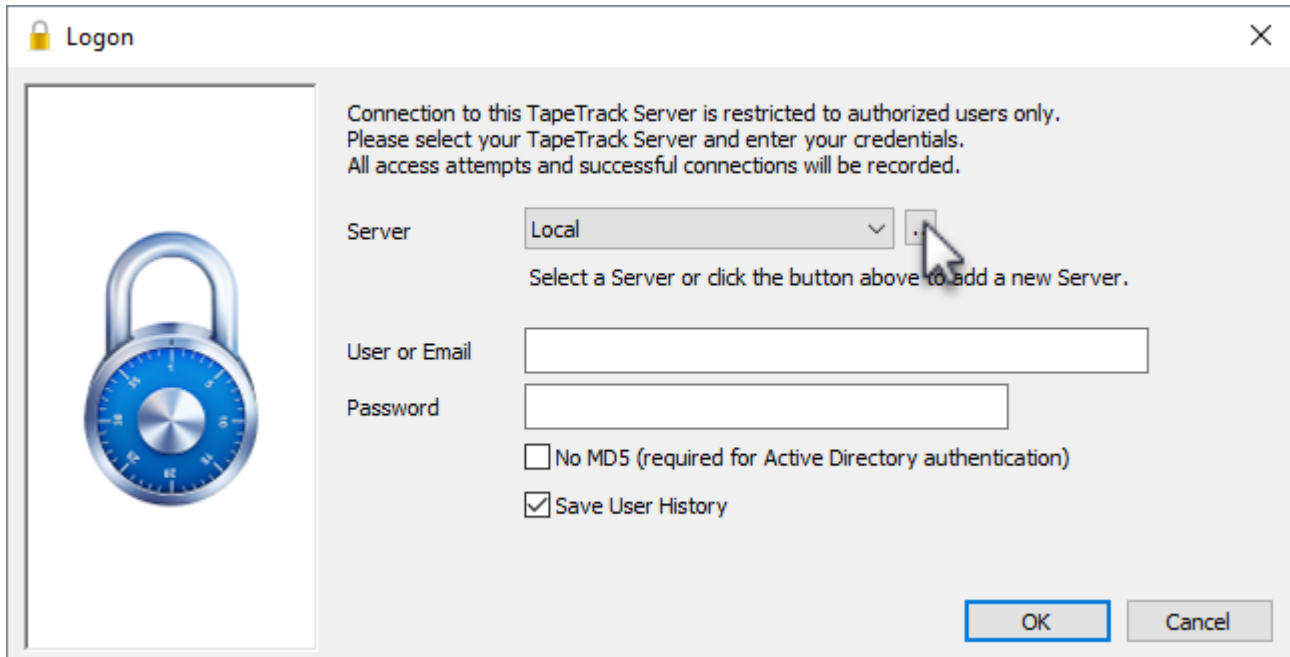 Logon
Connection to this TapeTrack Server is restricted to authorized users only.
Please select your TapeTrack Server and enter your credentials.
All access attempts and successful connections will be recorded.
Server Local
Select a Server or click the button above to add a new Server.
User or Email
Password
No MD5 (required for Active Directory authentication)
Save User History
OK Cancel